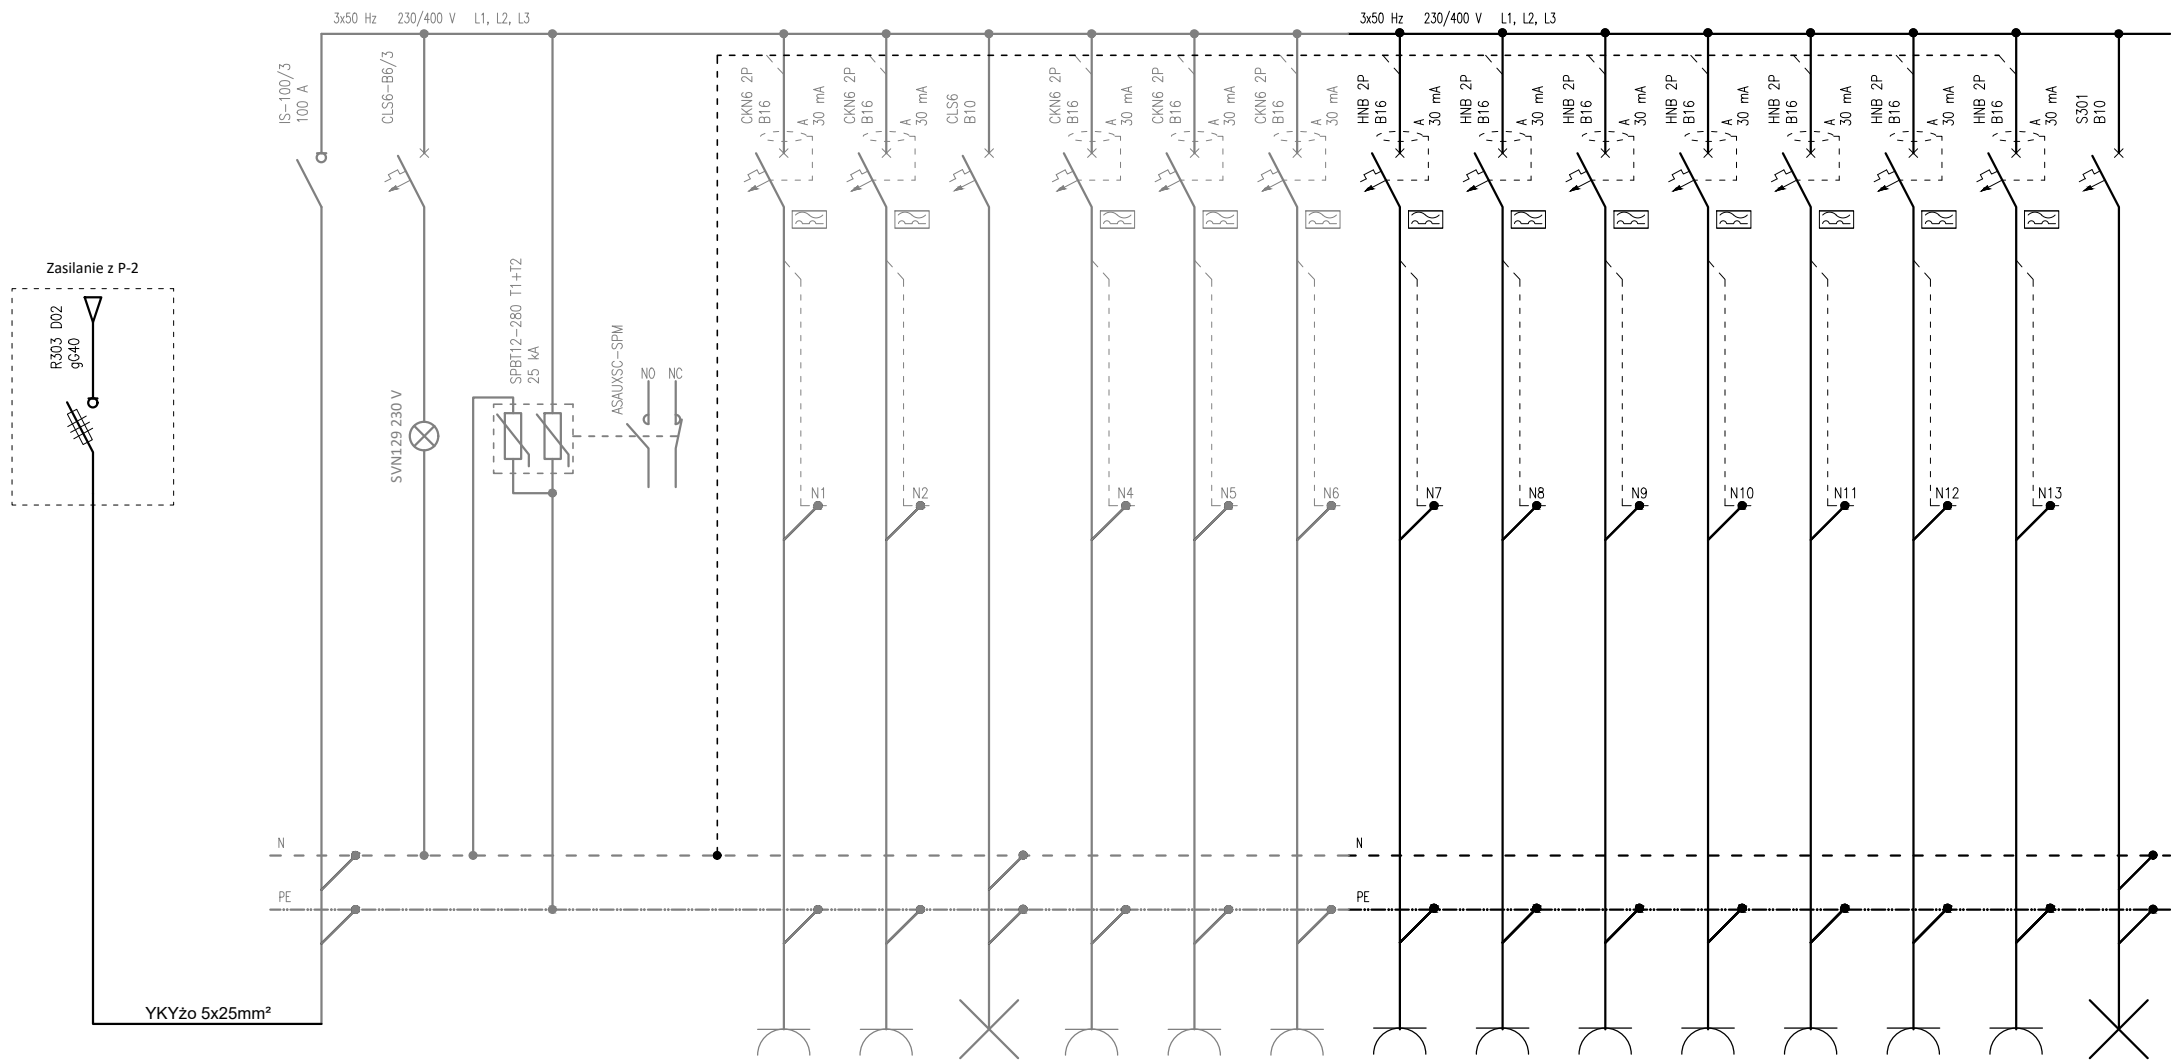 3x50 Hz 230/400 V L1, L2, L3
3x50 Hz 230/400 V L1, L2, L3
IS-100/3
100 A
CLS6-B6/3
CKN6 2P
B16
A
30 mA
CKN6 2P
B16
A
30 mA
CLS6
B10
CKN6 2P
B16
A
30 mA
CKN6 2P
B16
A
30 mA
CKN6 2P
B16
A
30 mA
HNB 2P
B16
A
30 mA
HNB 2P
B16
A
30 mA
HNB 2P
B16
A
30 mA
HNB 2P
B16
A
30 mA
HNB 2P
B16
A
30 mA
HNB 2P
B16
A
30 mA
HNB 2P
B16
A
30 mA
S301
B10
Zasilanie z P-2
R303 D02
gG40
SVN129 230 V
SPBT12-280 T1+T2
25 kA
ASAUXSC-SPM
NO
NC
N1
N2
N4
N5
N6
N7
N8
N9
N10
N11
N12
N13
N
N
PE
PE
YKYżo 5x25mm²